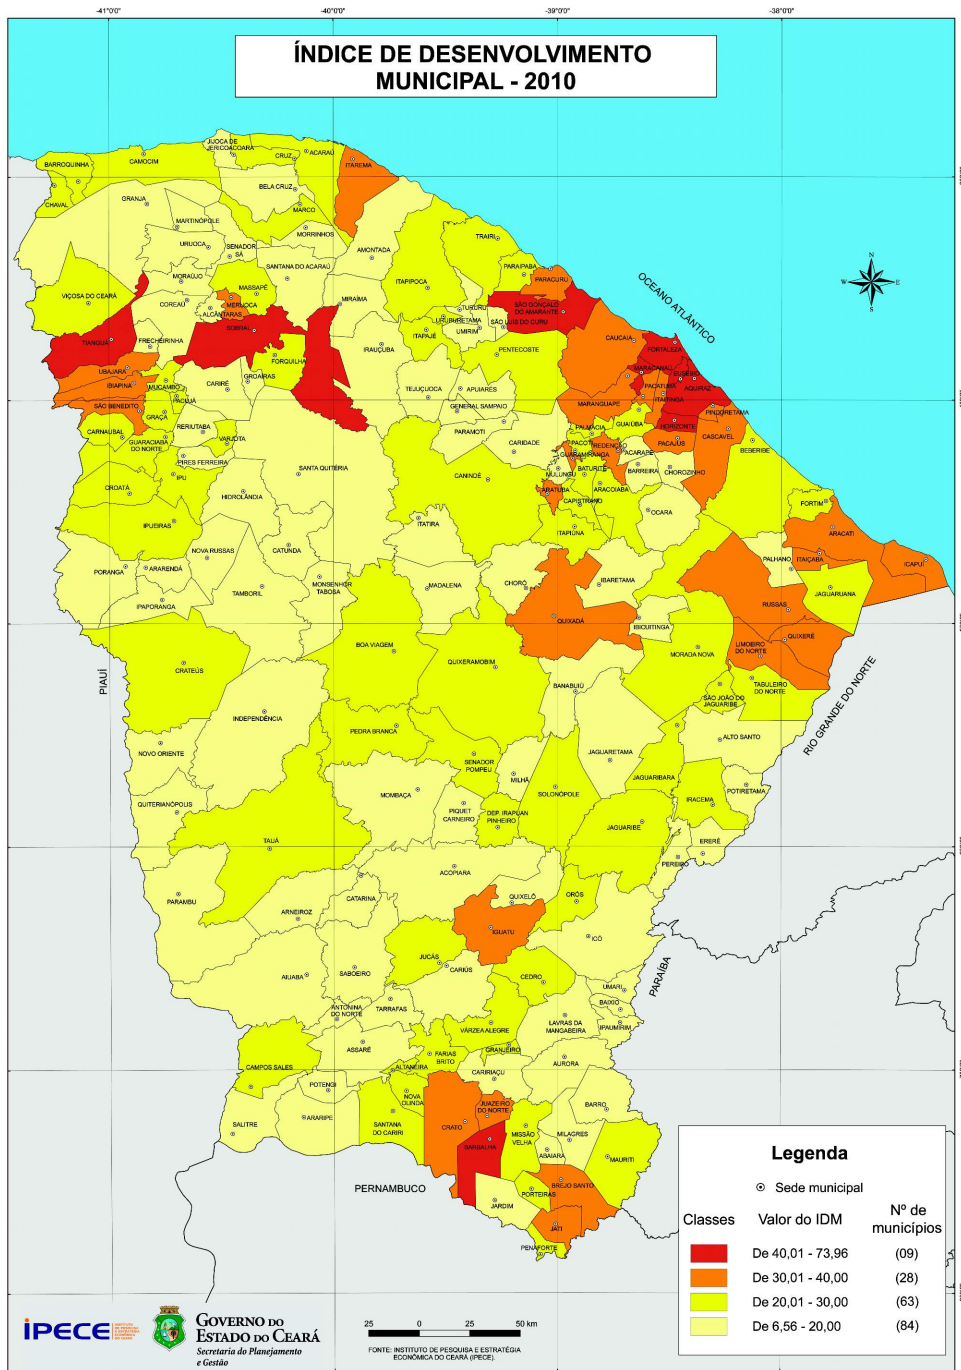 -41°0'0"
-40°0'0"
-39°0'0"
-38°0'0"
ÍNDICE DE DESENVOLVIMENTO
MUNICIPAL - 2010
JIJOCA DE
JERICOACOARA
CRUZ
ACARAÚ
ITAREMA
BARROQUINHA
CAMOCIM
CHAVAL
BELA CRUZ
GRANJA
MARCO
MARTINÓPOLE
MORRINHOS
URUOCA
SENADOR
SÁ
AMONTADA
TRAIRI
SANTANA DO ACARAÚ
ITAPIPOCA
PARAIPABA
PARACURU
MORAÚJO
MASSAPÊ
VIÇOSA DO CEARÁ
COREAÚ
MERUOCA
ALCÂNTARAS
MIRAÍMA
TURURU
URUBURETAMA
UMIRIM
SÃO LUÍS DO CURU
SÃO GONÇALO
DO AMARANTE
OCEANO ATLÂNTICO
SOBRAL
TIANGUÁ
FRECHEIRINHA
ITAPAJÉ
IRAUÇUBA
PENTECOSTE
CAUCAIA
FORTALEZA
FORQUILHA
UBAJARA
IBIAPINA
MUCAMBO
PACUJÁ
CARIRÉ
GROAÍRAS
MARACANAÚ
EUSÉBIO
PACATUBA
AQUIRAZ
ITAITINGA
TEJUÇUOCA
APUIARÉS
GENERAL SAMPAIO
MARANGUAPE
SÃO BENEDITO
GRAÇA
GUAIÚBA
HORIZONTE
PINDORETAMA
CARNAUBAL
GUARACIABA
DO NORTE
RERIUTABA
VARJOTA
PARAMOTI
CARIDADE
PALMÁCIA
PACOTI
REDENÇÃO
PACAJUS
CASCAVEL
BEBERIBE
PIRES FERREIRA
GUARAMIRANGA
ACARAPE
BARREIRA
CHOROZINHO
MULUNGU
BATURITÉ
ARATUBA
ARACOIABA
CAPISTRANO
CROATÁ
IPU
SANTA QUITÉRIA
CANINDÉ
HIDROLÂNDIA
OCARA
FORTIM
IPUEIRAS
ITATIRA
ITAPIÚNA
ARACATI
NOVA RUSSAS
CATUNDA
ITAIÇABA
PALHANO
ICAPUÍ
PORANGA
ARARENDÁ
IPAPORANGA
TAMBORIL
MONSENHOR
TABOSA
MADALENA
CHORÓ
IBARETAMA
JAGUARUANA
RUSSAS
QUIXADÁ
IBICUITINGA
QUIXERÉ
LIMOEIRO
DO NORTE
PIAUÍ
CRATEÚS
BOA VIAGEM
QUIXERAMOBIM
MORADA NOVA
TABULEIRO
DO NORTE
SÃO JOÃO DO
JAGUARIBE
BANABUIÚ
RIO GRANDE DO NORTE
INDEPENDÊNCIA
PEDRA BRANCA
ALTO SANTO
NOVO ORIENTE
SENADOR
POMPEU
MILHÃ
JAGUARETAMA
JAGUARIBARA
POTIRETAMA
QUITERIANÓPOLIS
MOMBAÇA
PIQUET
CARNEIRO
DEP. IRAPUAN
PINHEIRO
SOLONÓPOLE
IRACEMA
JAGUARIBE
TAUÁ
ERERÊ
PEREIRO
ACOPIARA
PARAMBU
CATARINA
QUIXELÔ
ORÓS
ARNEIROZ
IGUATU
ICÓ
AIUABA
SABOEIRO
JUCÁS
CARIÚS
CEDRO
UMARI
BAIXIO
IPAUMIRIM
PARAÍBA
ANTONINA
DO NORTE
TARRAFAS
VÁRZEA ALEGRE
LAVRAS DA
MANGABEIRA
ASSARÉ
FARIAS
BRITO
GRANJEIRO
AURORA
CAMPOS SALES
ALTANEIRA
CARIRIAÇU
POTENGI
NOVA
OLINDA
SALITRE
ARARIPE
SANTANA
DO CARIRI
JUAZEIRO
DO NORTE
CRATO
BARRO
MISSÃO
VELHA
MILAGRES
BARBALHA
ABAIARA
MAURITI
PERNAMBUCO
BREJO SANTO
PORTEIRAS
JARDIM
JATI
PENAFORTE
Legenda
Sede municipal
Classes Valor do IDM Nº de
municípios
De 40,01 - 73,96 (09)
De 30,01 - 40,00 (28)
De 20,01 - 30,00 (63)
De 6,56 - 20,00 (84)
iPECE
INSTITUTO
DE PESQUISA
E ESTRATÉGIA
ECONÔMICA
DO CEARÁ
GOVERNO DO
ESTADO DO CEARÁ
Secretaria do Planejamento
e Gestão
25 0 25 50 km
FONTE: INSTITUTO DE PESQUISA E ESTRATÉGIA
ECONÔMICA DO CEARÁ (IPECE).
N
W E
S